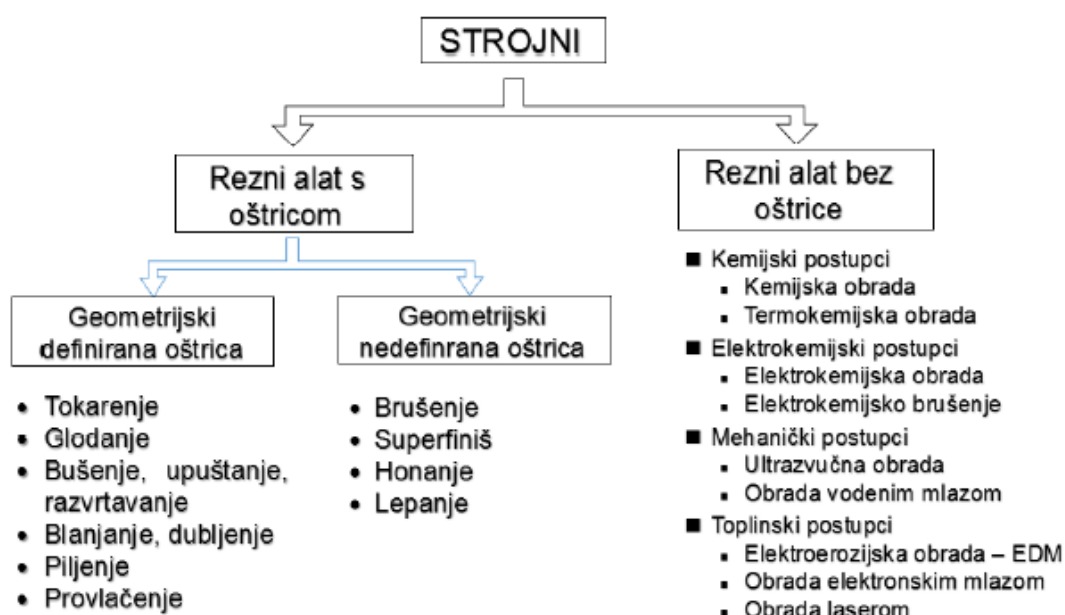 STROJNI
Rezni alat s
oštricom
Rezni alat bez
oštrice
Geometrijski
definirana oštrica
Geometrijski
nedefinrana oštrica
• Tokarenje
• Glodanje
• Bušenje, upuštanje,
razvrtavanje
• Blanjanje, dubljenje
• Piljenje
• Provlačenje
• Brušenje
• Superfiniš
• Honanje
• Lepanje
■ Kemijski postupci
▪ Kemijska obrada
▪ Termokemijska obrada
■ Elektrokemijski postupci
▪ Elektrokemijska obrada
▪ Elektrokemijsko brušenje
■ Mehanički postupci
▪ Ultrazvučna obrada
▪ Obrada vodenim mlazom
■ Toplinski postupci
▪ Elektroerozijska obrada – EDM
▪ Obrada elektronskim mlazom
▪ Obrada laserom